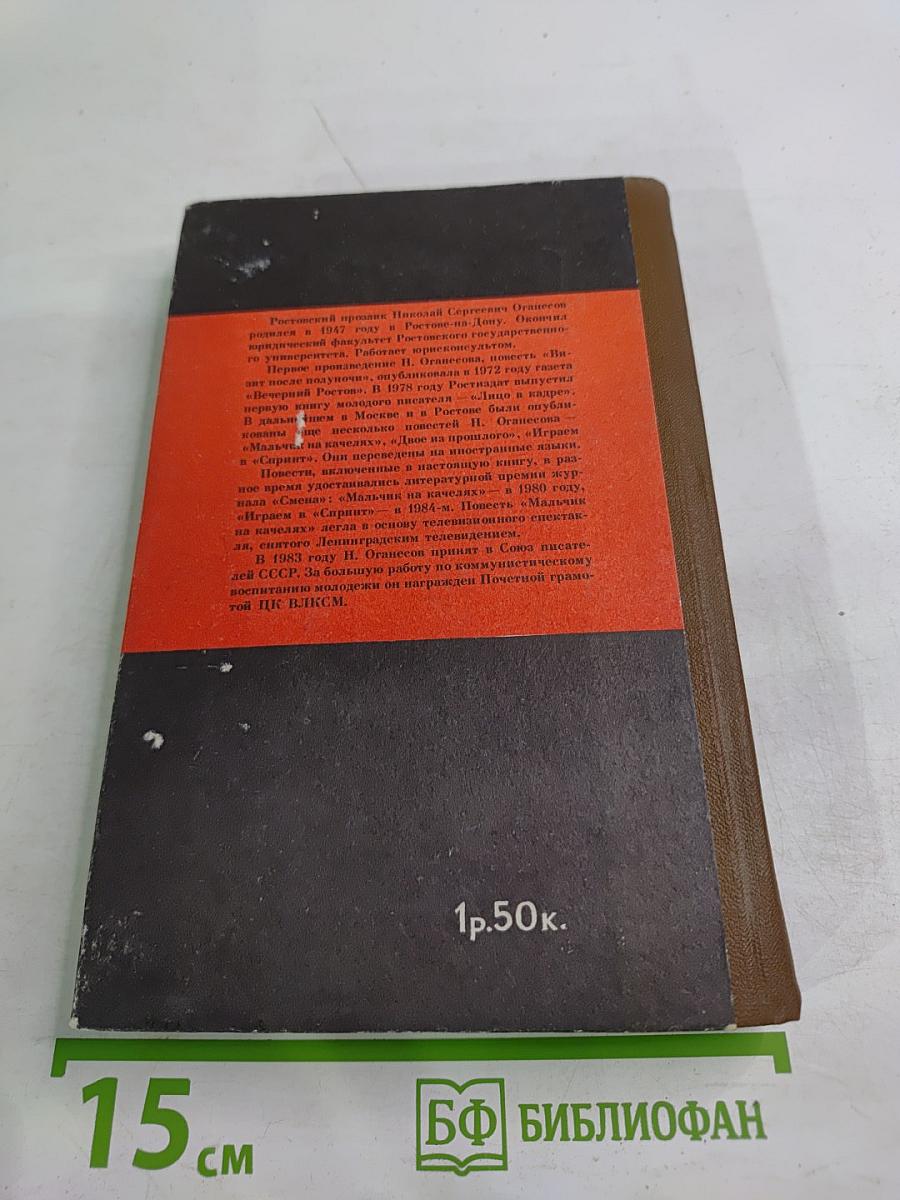 Ростовский прозаик Николай Сергеевич Оганесов
родился в 1947 году в Ростове-на-Дону. Окончил
юридический факультет Ростовского государственно-
го университета. Работает юрисконсультом.
Первое произведение Н. Оганесова, повесть «Ви-
зит после полуночи», опубликовала в 1972 году газета
«Вечерний Ростов». В 1978 году Ростиздат выпустил
первую книгу молодого писателя — «Лицо в кадре».
В дальнейшем в Москве и в Ростове были опубли-
кованы еще несколько повестей Н. Оганесова —
«Мальчик на качелях», «Двое из прошлого», «Играем
в «Спринт». Они переведены на иностранные языки.
Повести, включенные в настоящую книгу, в раз-
ное время удостаивались литературной премии жур-
нала «Смена»: «Мальчик на качелях» — в 1980 году,
«Играем в «Спринт» — в 1984-м. Повесть «Мальчик
на качелях» легла в основу телевизионного спектак-
ля, снятого Ленинградским телевидением.
В 1983 году Н. Оганесов принят в Союз писате-
лей СССР. За большую работу по коммунистическому
воспитанию молодежи он награжден Почетной грамо-
той ЦК ВЛКСМ.
1р.50к.
15 см
БФ БИБЛИОФАН